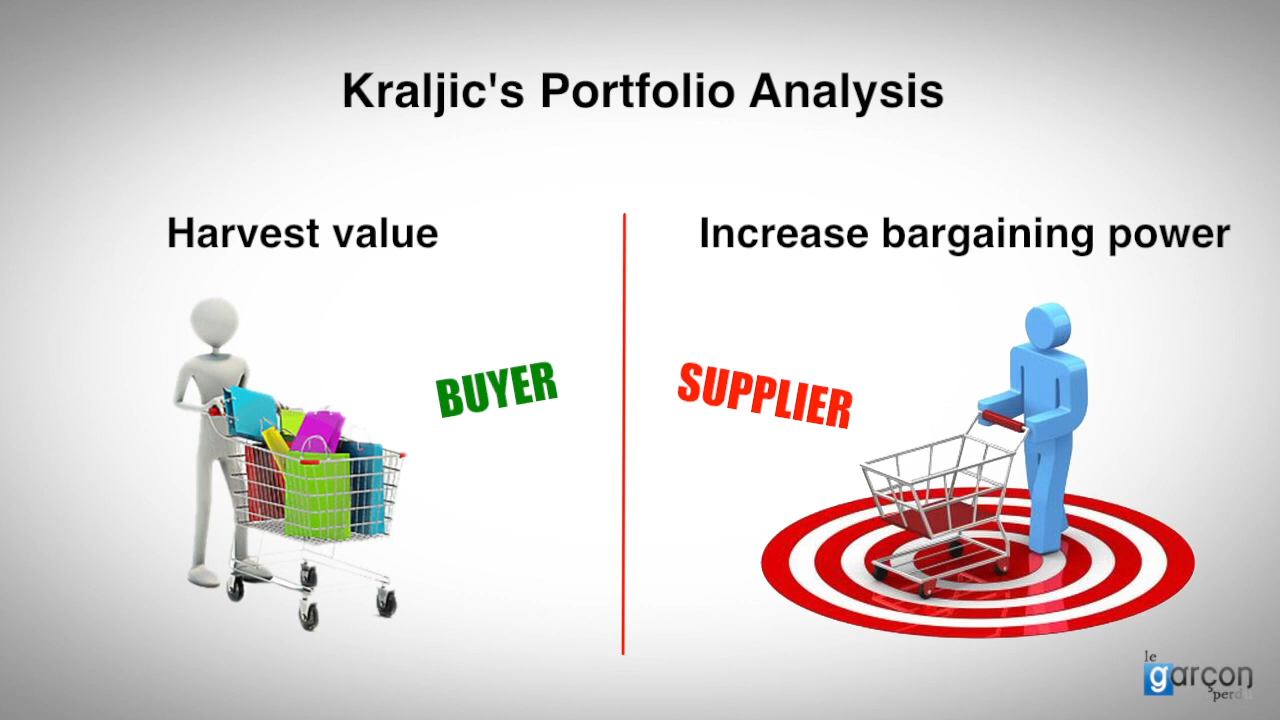 Kraljic's Portfolio Analysis
Harvest value
Increase bargaining power
BUYER
SUPPLIER
le
garçon